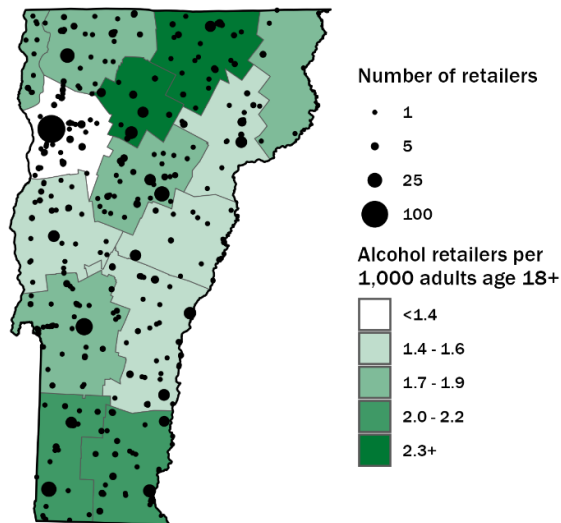 Number of retailers
1
5
25
100
Alcohol retailers per
1,000 adults age 18+
<1.4
1.4 - 1.6
1.7 - 1.9
2.0 - 2.2
2.3+